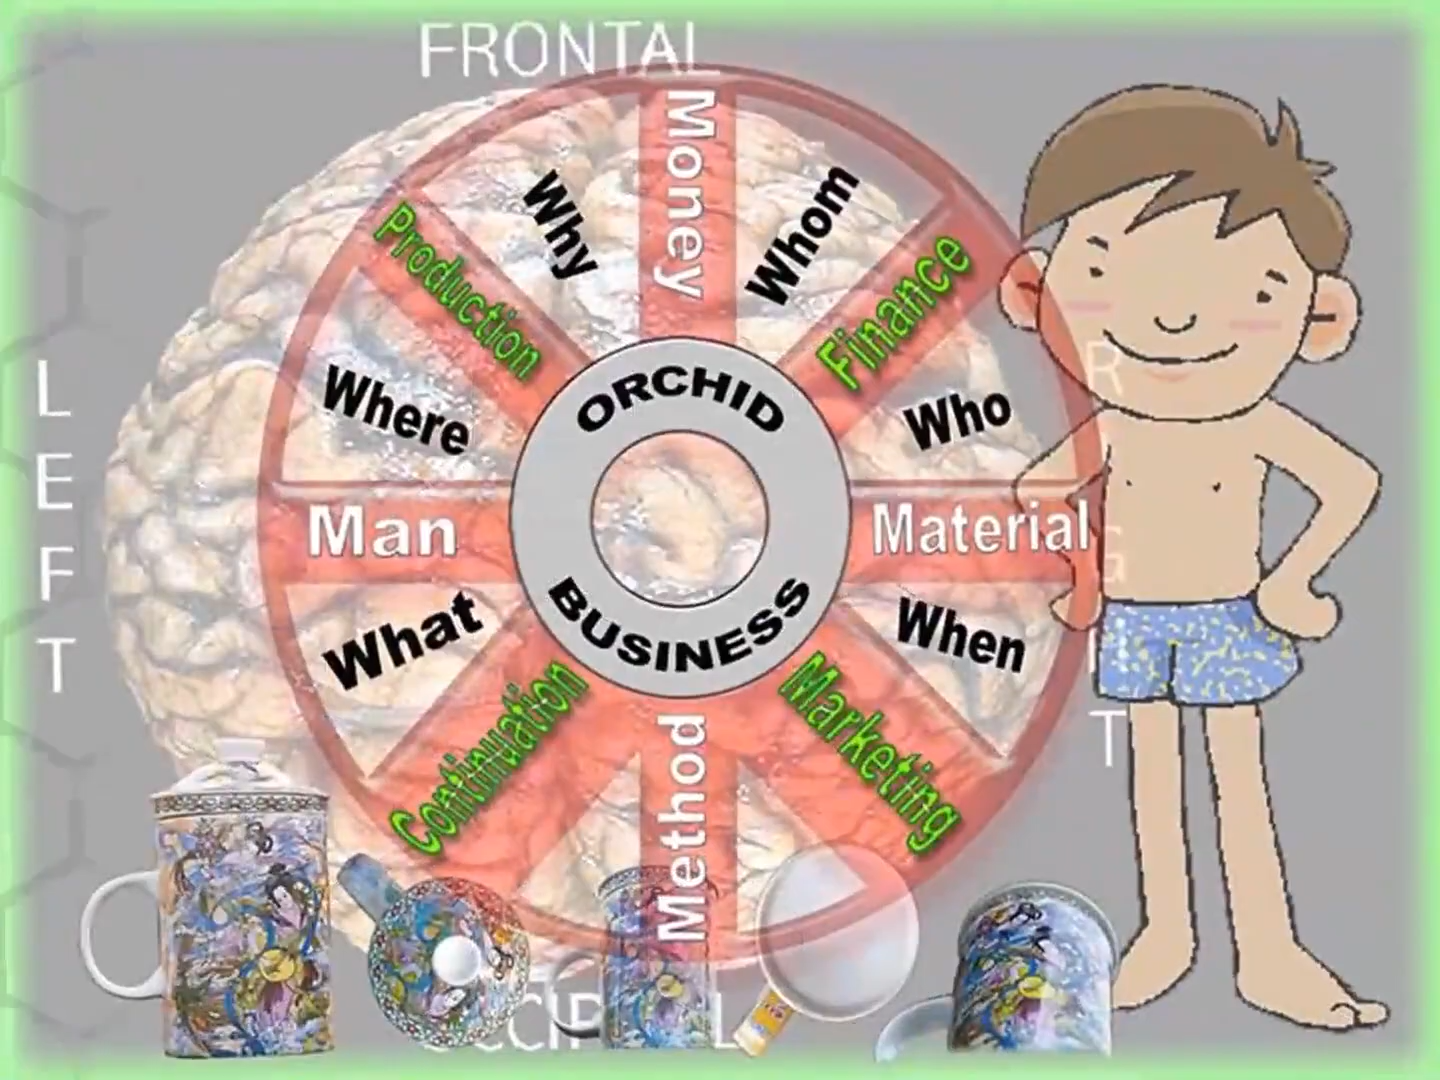 FRONTAL
Money
Why
Whom
Production
Finance
Where
Who
ORCHID
BUSINESS
Man
Material
What
When
Continuation
Marketing
Method
LEFT